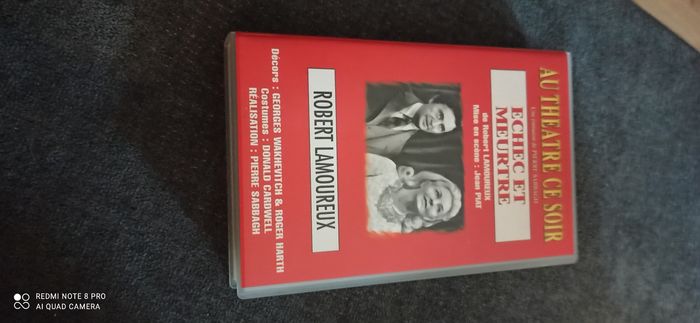 AU THEATRE CE SOIR
Une émission de PIERRE SABBAGH
ECHEC ET
MEURTRE
de Robert LAMOUREUX
Mise en scène : Jean PIAT
ROBERT LAMOUREUX
Décors : GEORGES WAKHEVITCH & ROGER HARTH
Costumes : DONALD CARDWELL
RÉALISATION : PIERRE SABBAGH
REDMI NOTE 8 PRO
AI QUAD CAMERA